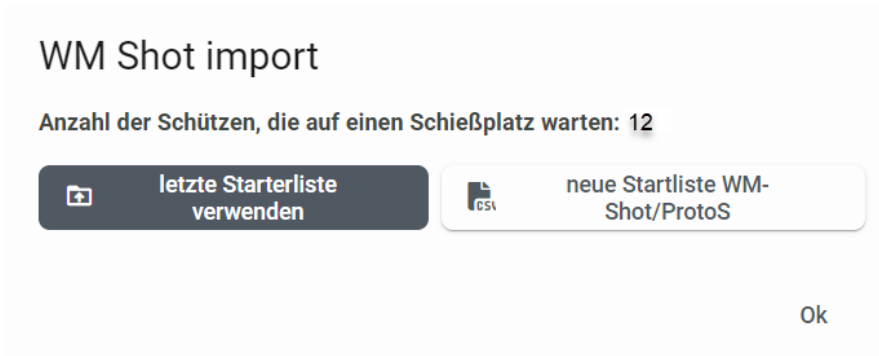 WM Shot import
Anzahl der Schützen, die auf einen Schießplatz warten: 12
letzte Starterliste
verwenden
CSV
neue Startliste WM-
Shot/ProtoS
Ok